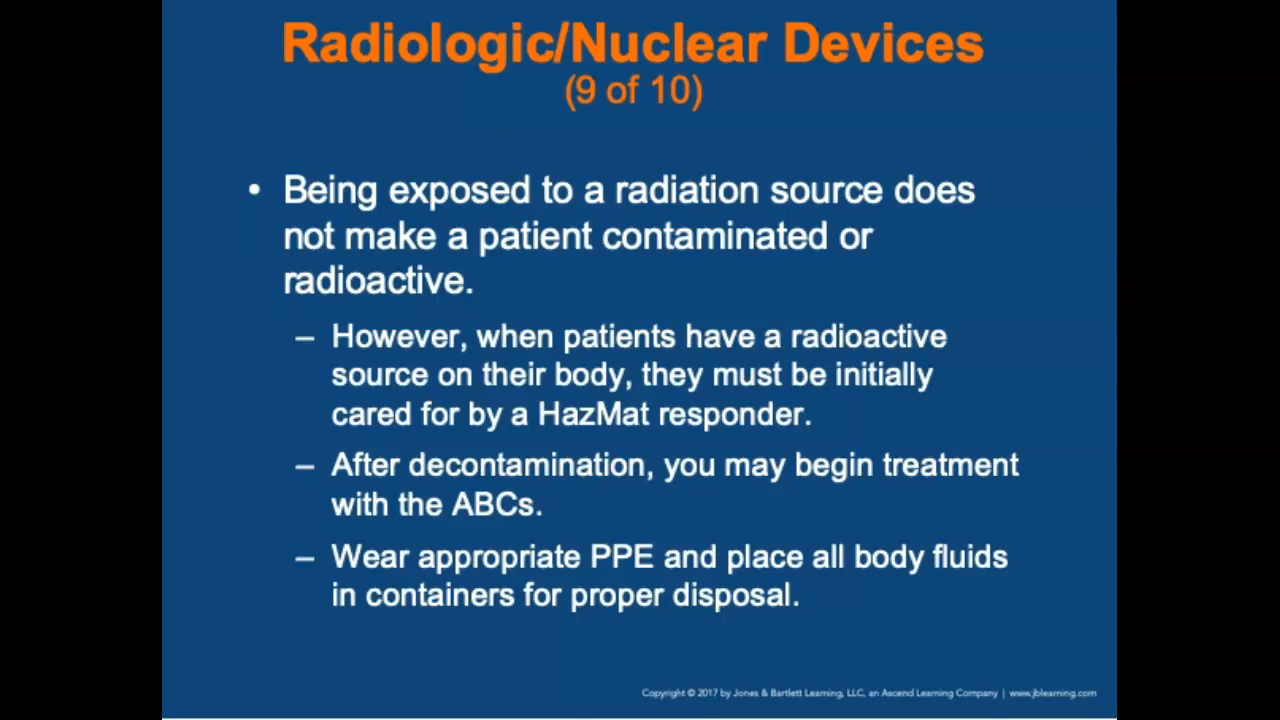 Radiologic/Nuclear Devices
(9 of 10)
• Being exposed to a radiation source does
not make a patient contaminated or
radioactive.
– However, when patients have a radioactive
source on their body, they must be initially
cared for by a HazMat responder.
– After decontamination, you may begin treatment
with the ABCs.
– Wear appropriate PPE and place all body fluids
in containers for proper disposal.
Copyright © 2017 by Jones & Bartlett Learning, LLC, an Ascend Learning Company | www.jblearning.com